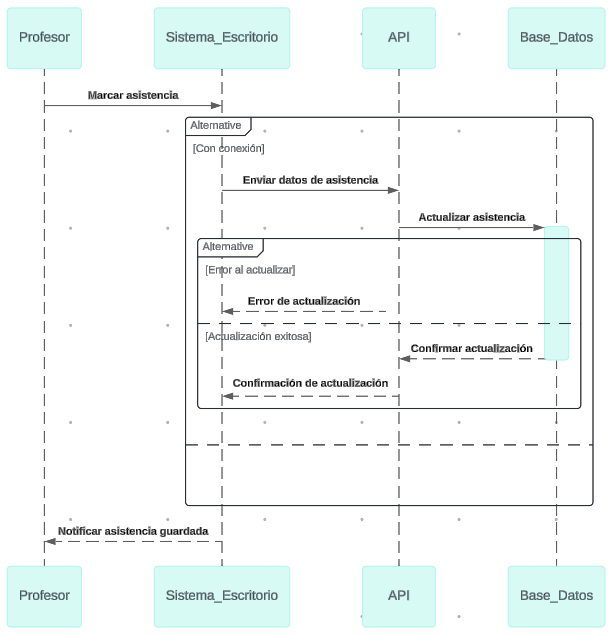 Profesor
Sistema_Escritorio
API
Base_Datos
Marcar asistencia
Alternative
[Con conexión]
Enviar datos de asistencia
Actualizar asistencia
Alternative
[Error al actualizar]
Error de actualización
[Actualización exitosa]
Confirmar actualización
Confirmación de actualización
Notificar asistencia guardada
Profesor
Sistema_Escritorio
API
Base_Datos